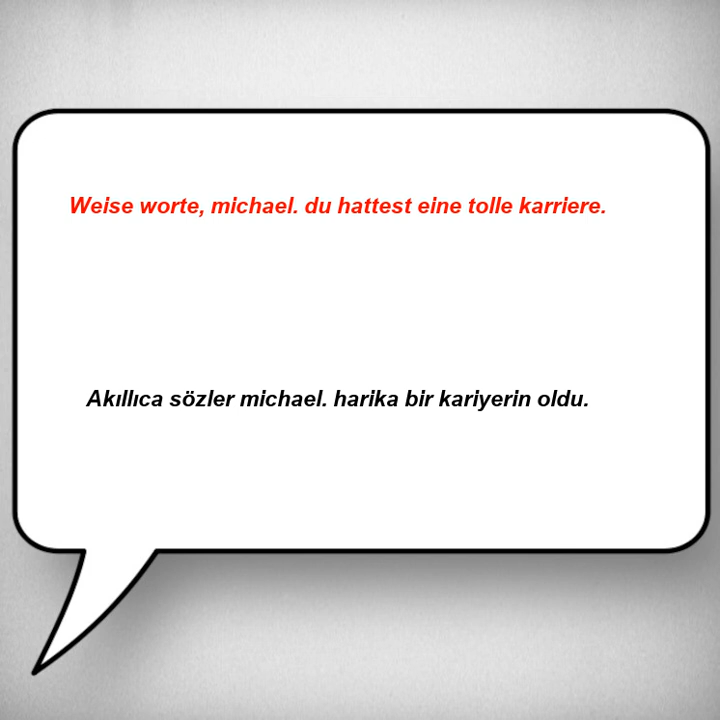 Weise worte, michael. du hattest eine tolle karriere.
Akıllıca sözler michael. harika bir kariyerin oldu.